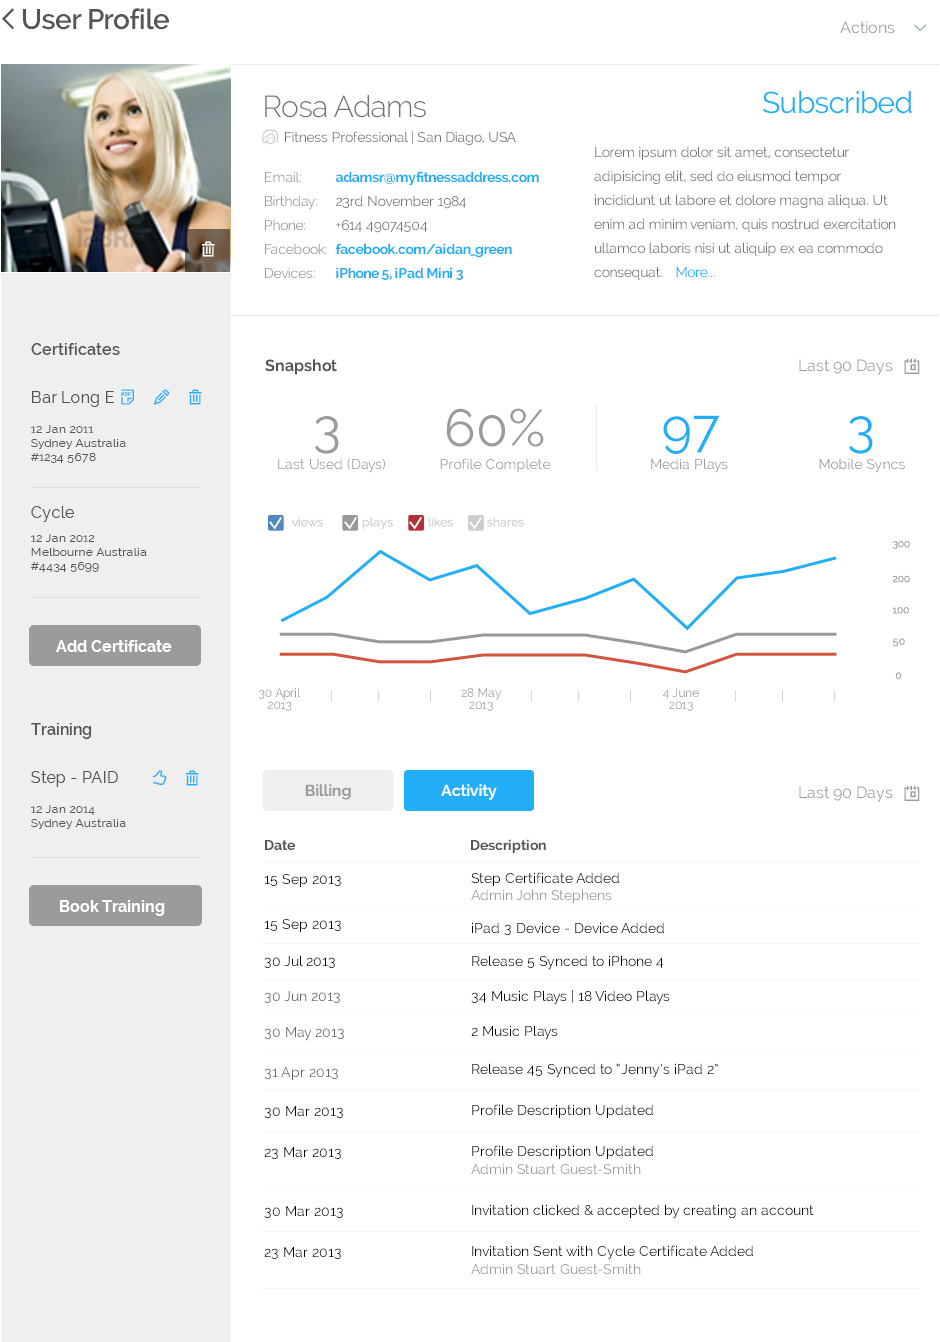 User Profile
Actions
Rosa Adams
Subscribed
Fitness Professional | San Diago, USA
Email: adamsr@myfitnessaddress.com
Birthday: 23rd November 1984
Phone: +614 49074504
Facebook: facebook.com/aidan_green
Devices: iPhone 5, iPad Mini 3
Lorem ipsum dolor sit amet, consectetur
adipisicing elit, sed do eiusmod tempor
incididunt ut labore et dolore magna aliqua. Ut
enim ad minim veniam, quis nostrud exercitation
ullamco laboris nisi ut aliquip ex ea commodo
consequat. More...
Certificates
Bar Long E
12 Jan 2011
Sydney Australia
#1234 5678
Cycle
12 Jan 2012
Melbourne Australia
#4434 5699
Add Certificate
Training
Step - PAID
12 Jan 2014
Sydney Australia
Book Training
Snapshot
Last 90 Days
3
Last Used (Days)
60%
Profile Complete
97
Media Plays
3
Mobile Syncs
views plays likes shares
300
200
100
50
0
30 April
2013
28 May
2013
4 June
2013
Billing
Activity
Last 90 Days
Date Description
15 Sep 2013 Step Certificate Added
Admin John Stephens
15 Sep 2013 iPad 3 Device - Device Added
30 Jul 2013 Release 5 Synced to iPhone 4
30 Jun 2013 34 Music Plays | 18 Video Plays
30 May 2013 2 Music Plays
31 Apr 2013 Release 45 Synced to "Jenny's iPad 2"
30 Mar 2013 Profile Description Updated
23 Mar 2013 Profile Description Updated
Admin Stuart Guest-Smith
30 Mar 2013 Invitation clicked & accepted by creating an account
23 Mar 2013 Invitation Sent with Cycle Certificate Added
Admin Stuart Guest-Smith